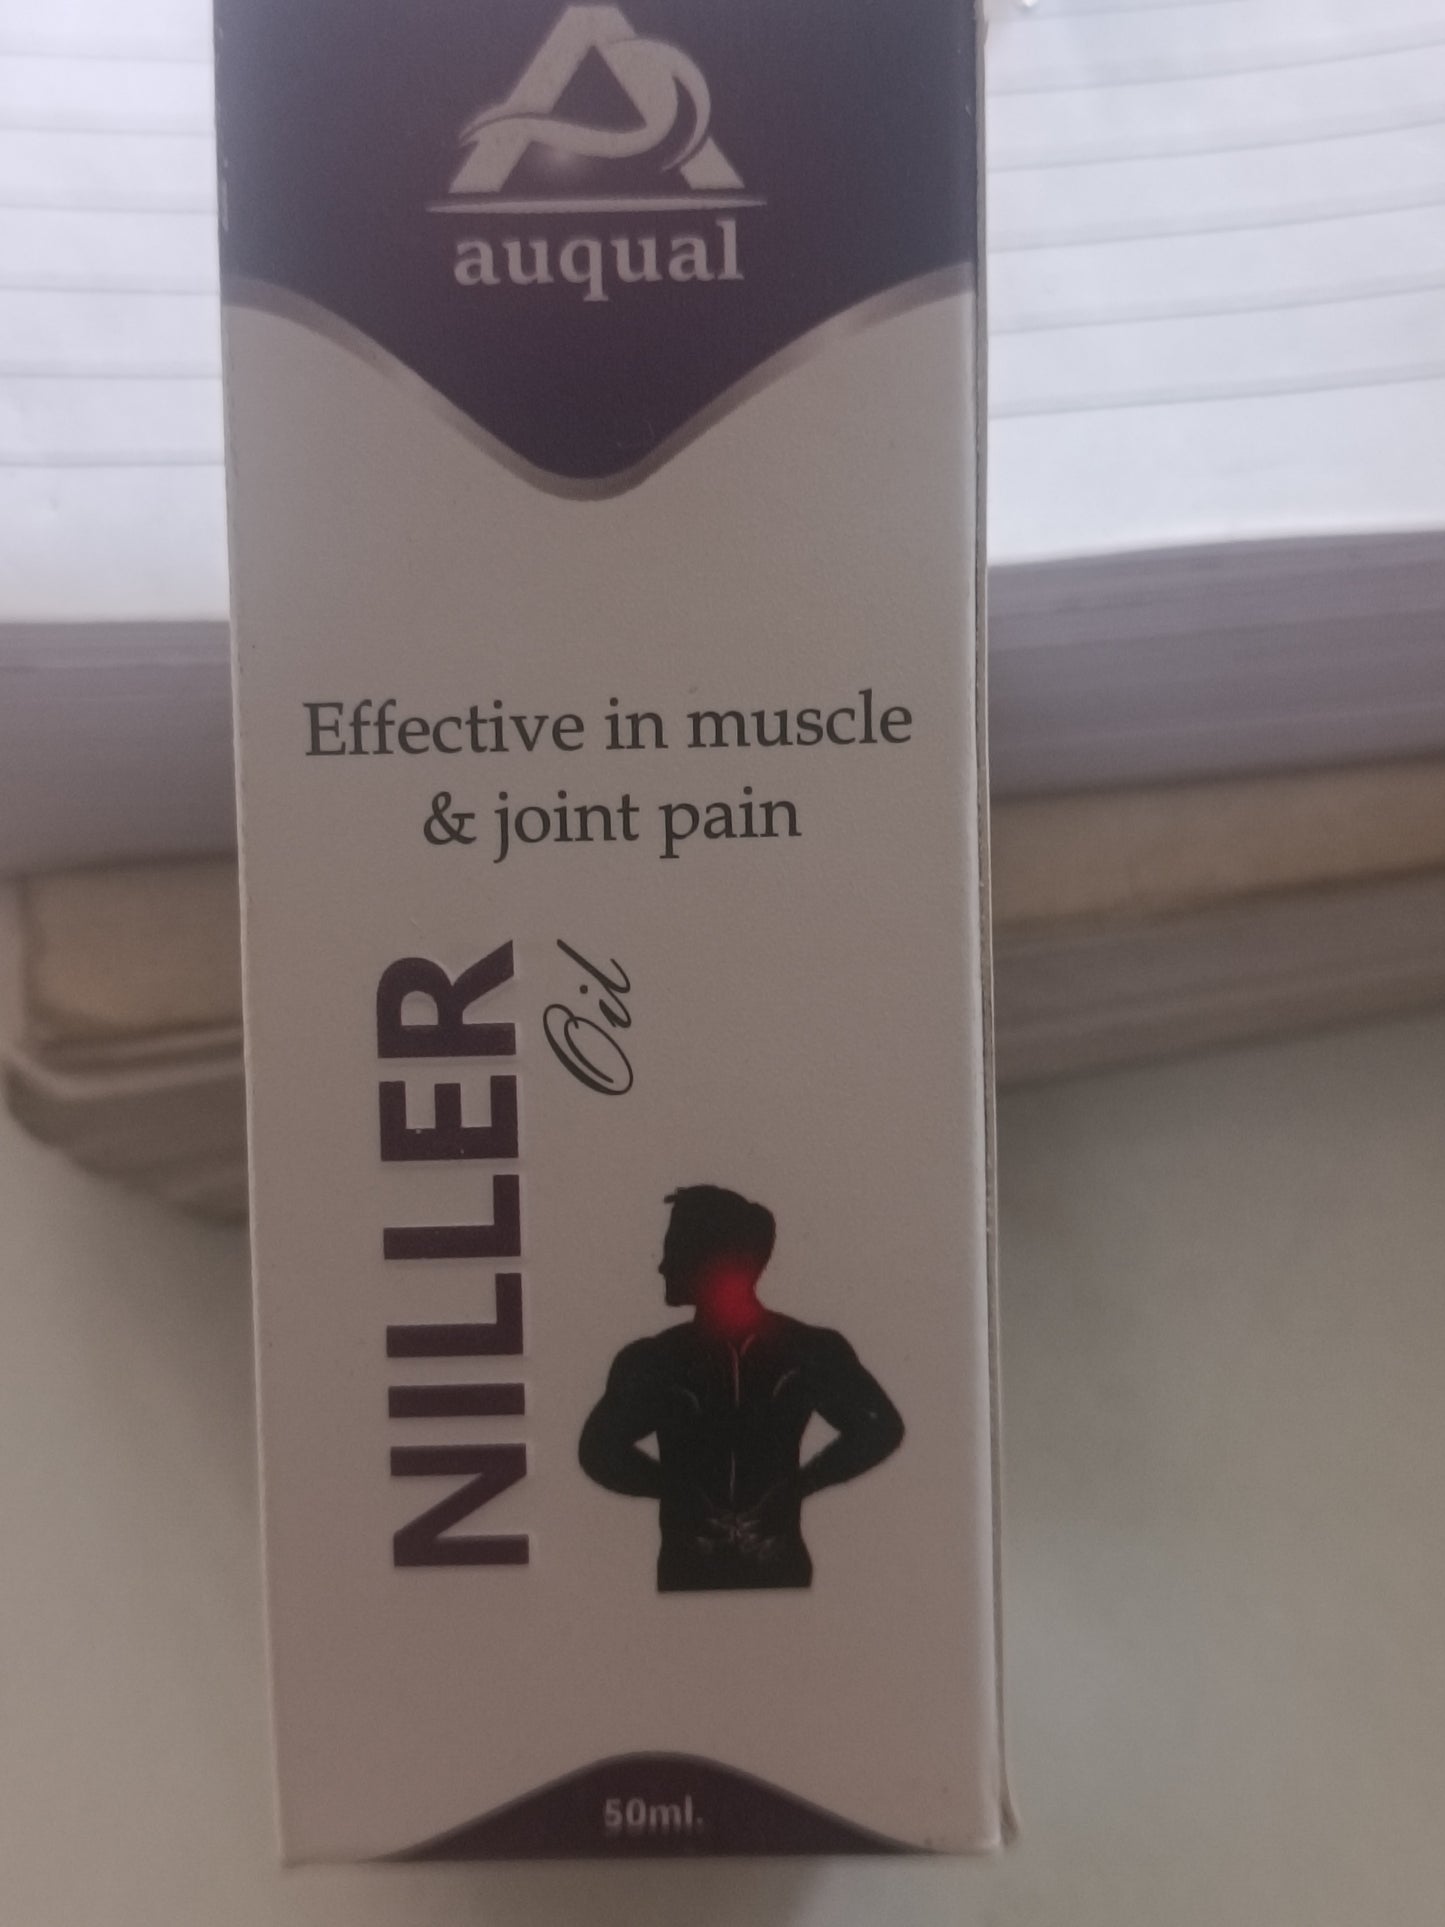 auqual
Effective in muscle
& joint pain
NILLER
Oil
50ml.